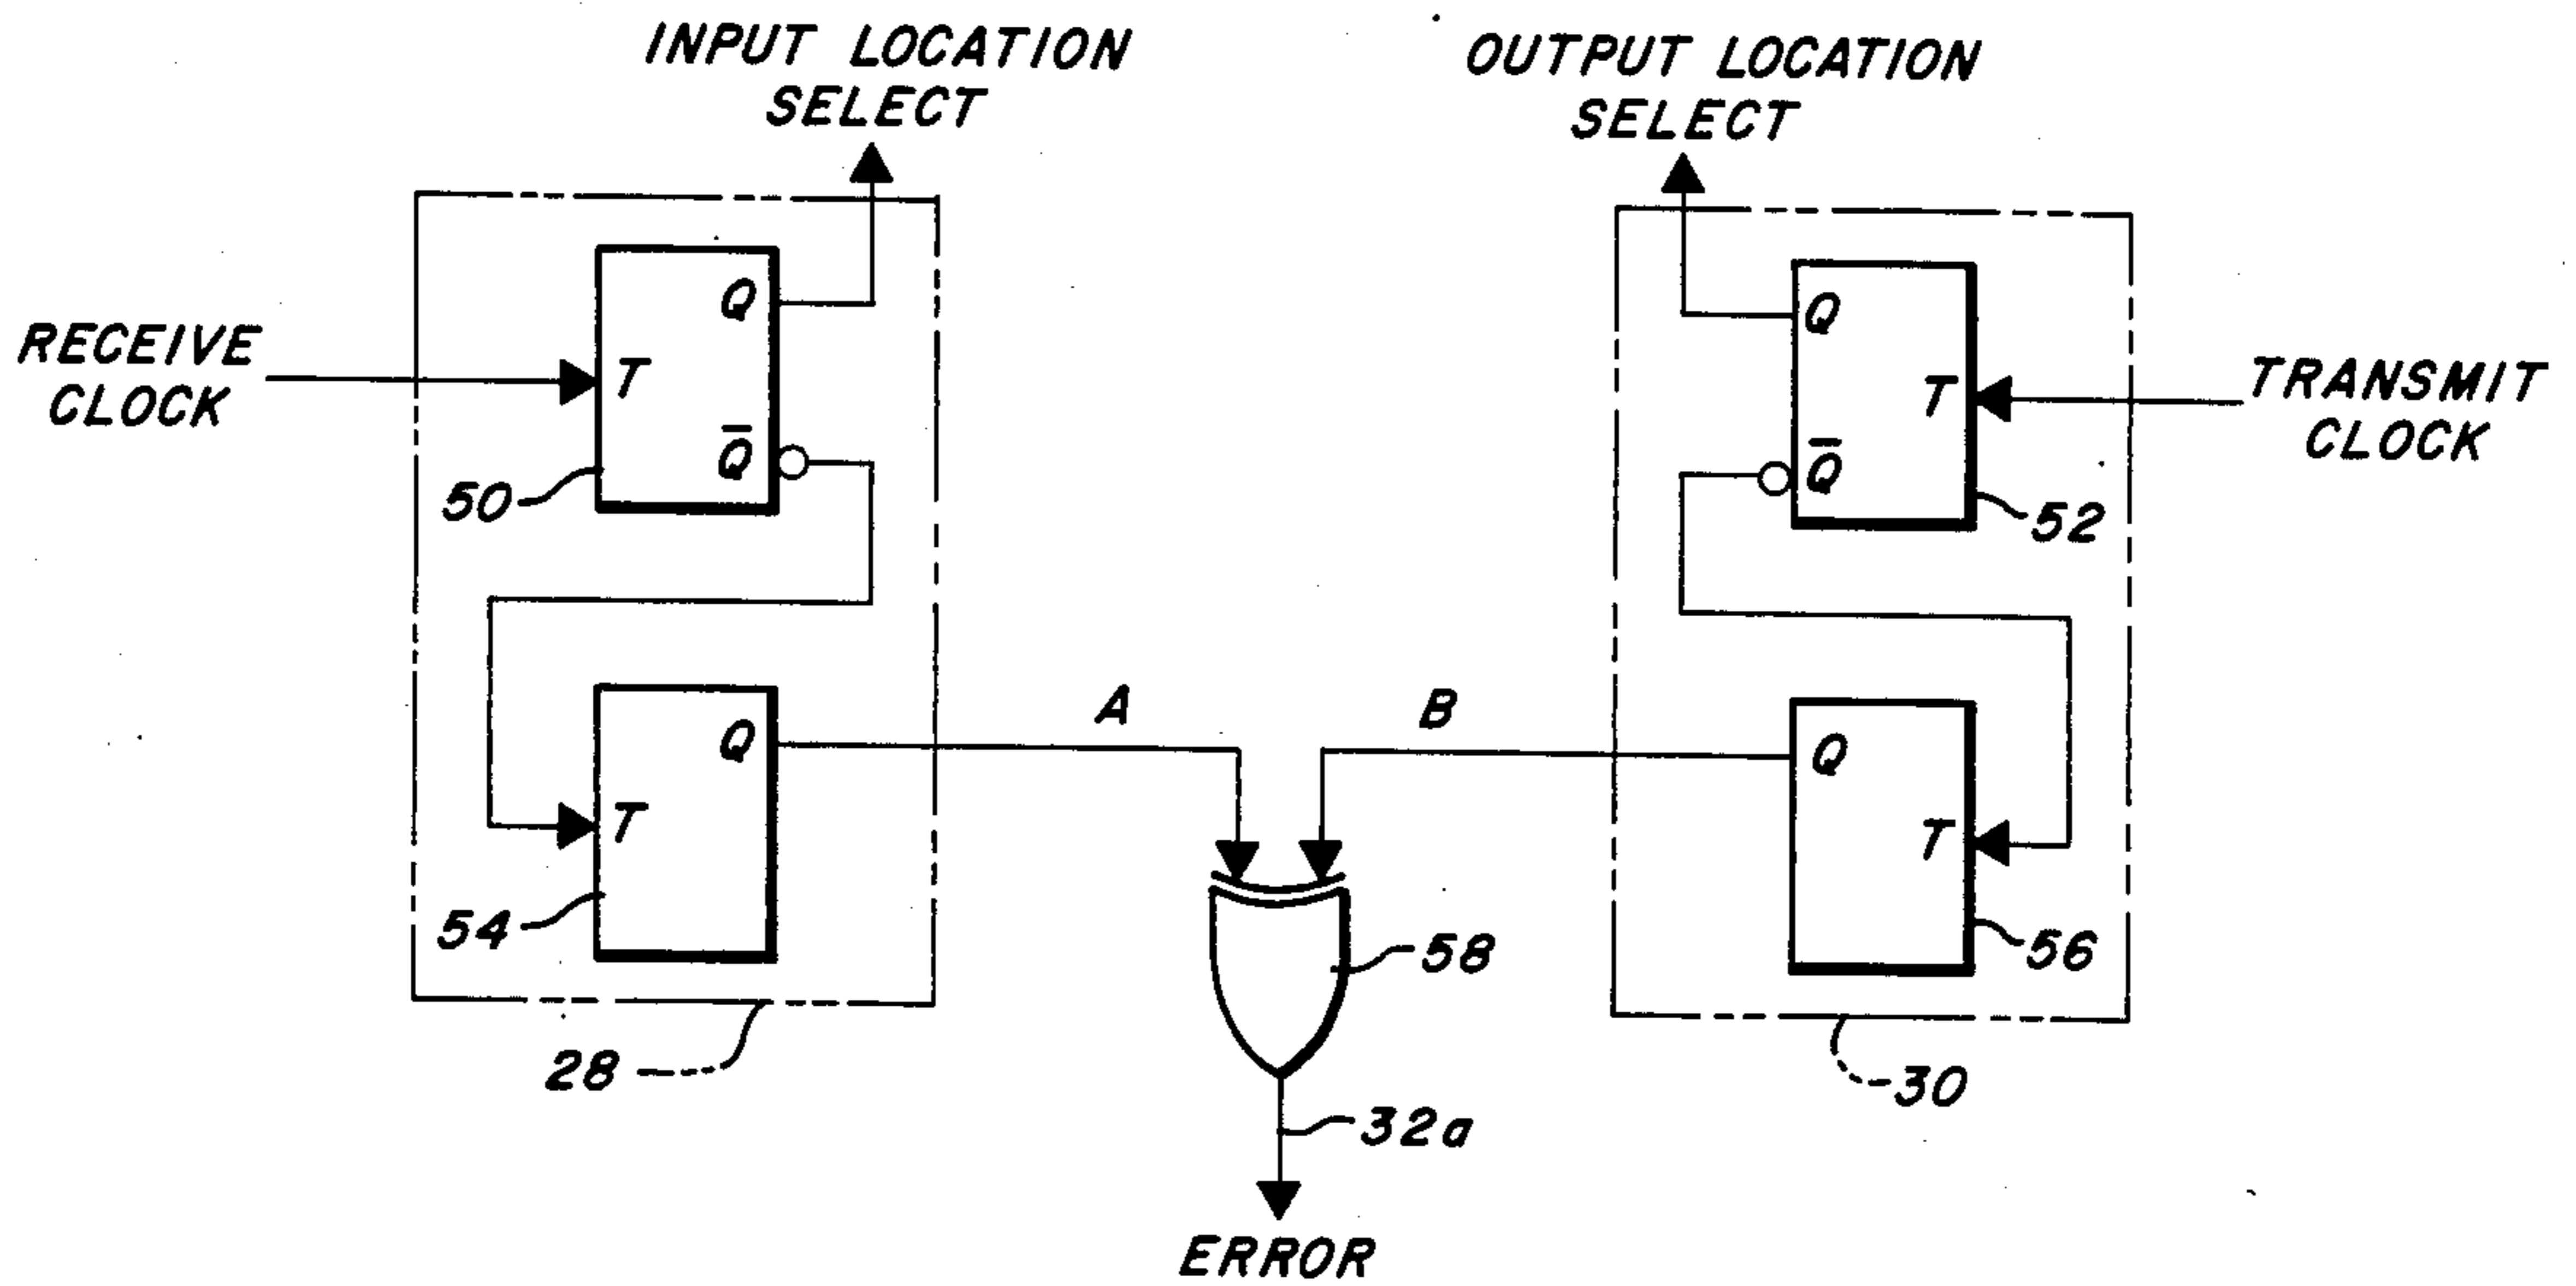 INPUT LOCATION
SELECT
OUTPUT LOCATION
SELECT
RECEIVE
CLOCK
T
Q
Q̅
50
Q
T
Q̅
52
TRANSMIT
CLOCK
Q
T
54
A
B
Q
T
56
58
28
30
32a
ERROR